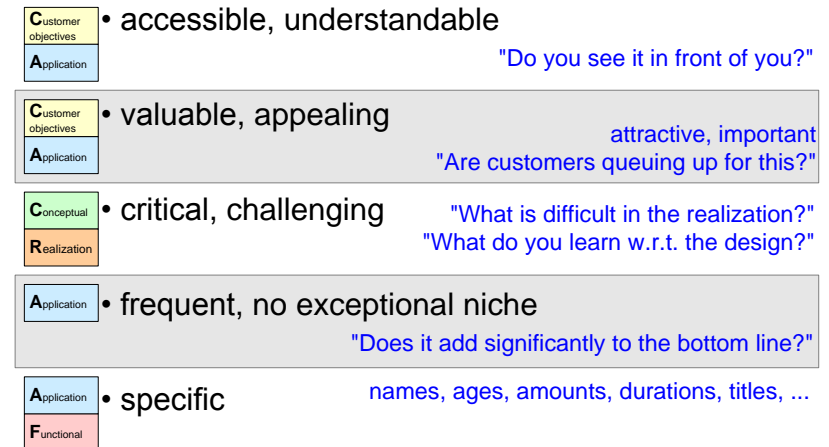 Customer
objectives
Application
• accessible, understandable
"Do you see it in front of you?"
Customer
objectives
Application
• valuable, appealing
attractive, important
"Are customers queuing up for this?"
Conceptual
Realization
• critical, challenging
"What is difficult in the realization?"
"What do you learn w.r.t. the design?"
Application
• frequent, no exceptional niche
"Does it add significantly to the bottom line?"
Application
Functional
• specific
names, ages, amounts, durations, titles, ...